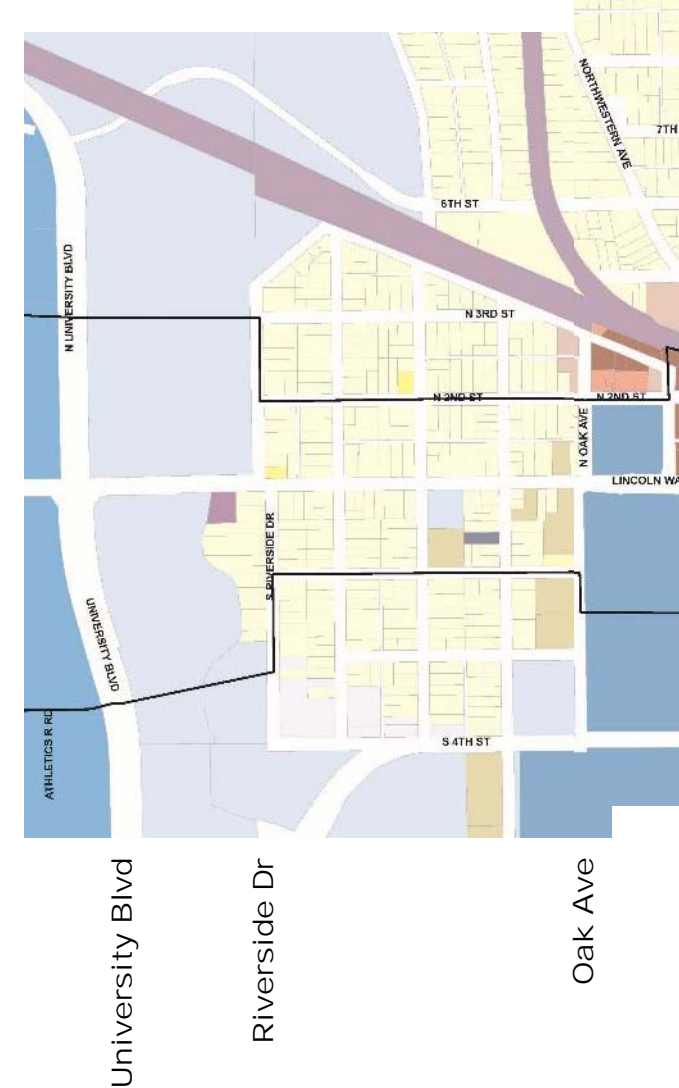 NORTHWESTERN AVE
7TH
6TH ST
N UNIVERSITY BLVD
N 3RD ST
N 2ND ST
N 2ND ST
N OAK AVE
LINCOLN WA
S RIVERSIDE DR
UNIVERSITY BLVD
ATHLETICS R RD
S 4TH ST
University Blvd
Riverside Dr
Oak Ave